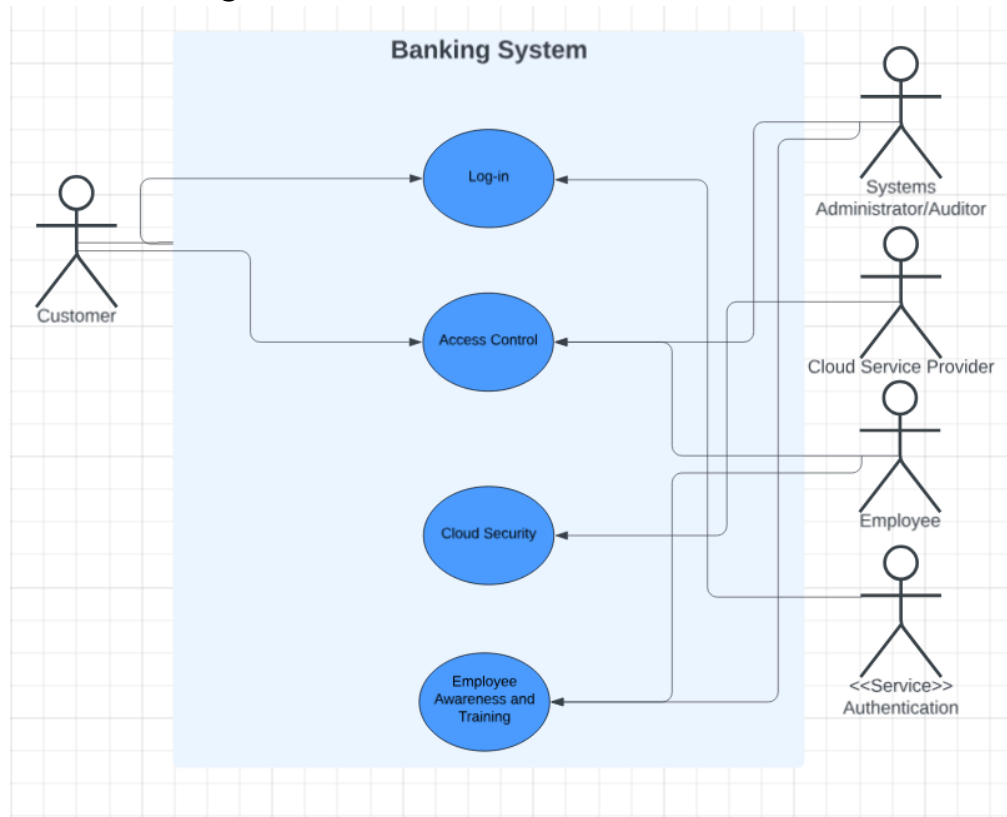 Banking System
Log-in
Systems
Administrator/Auditor
Customer
Access Control
Cloud Service Provider
Cloud Security
Employee
Employee
Awareness and
Training
<<Service>>
Authentication